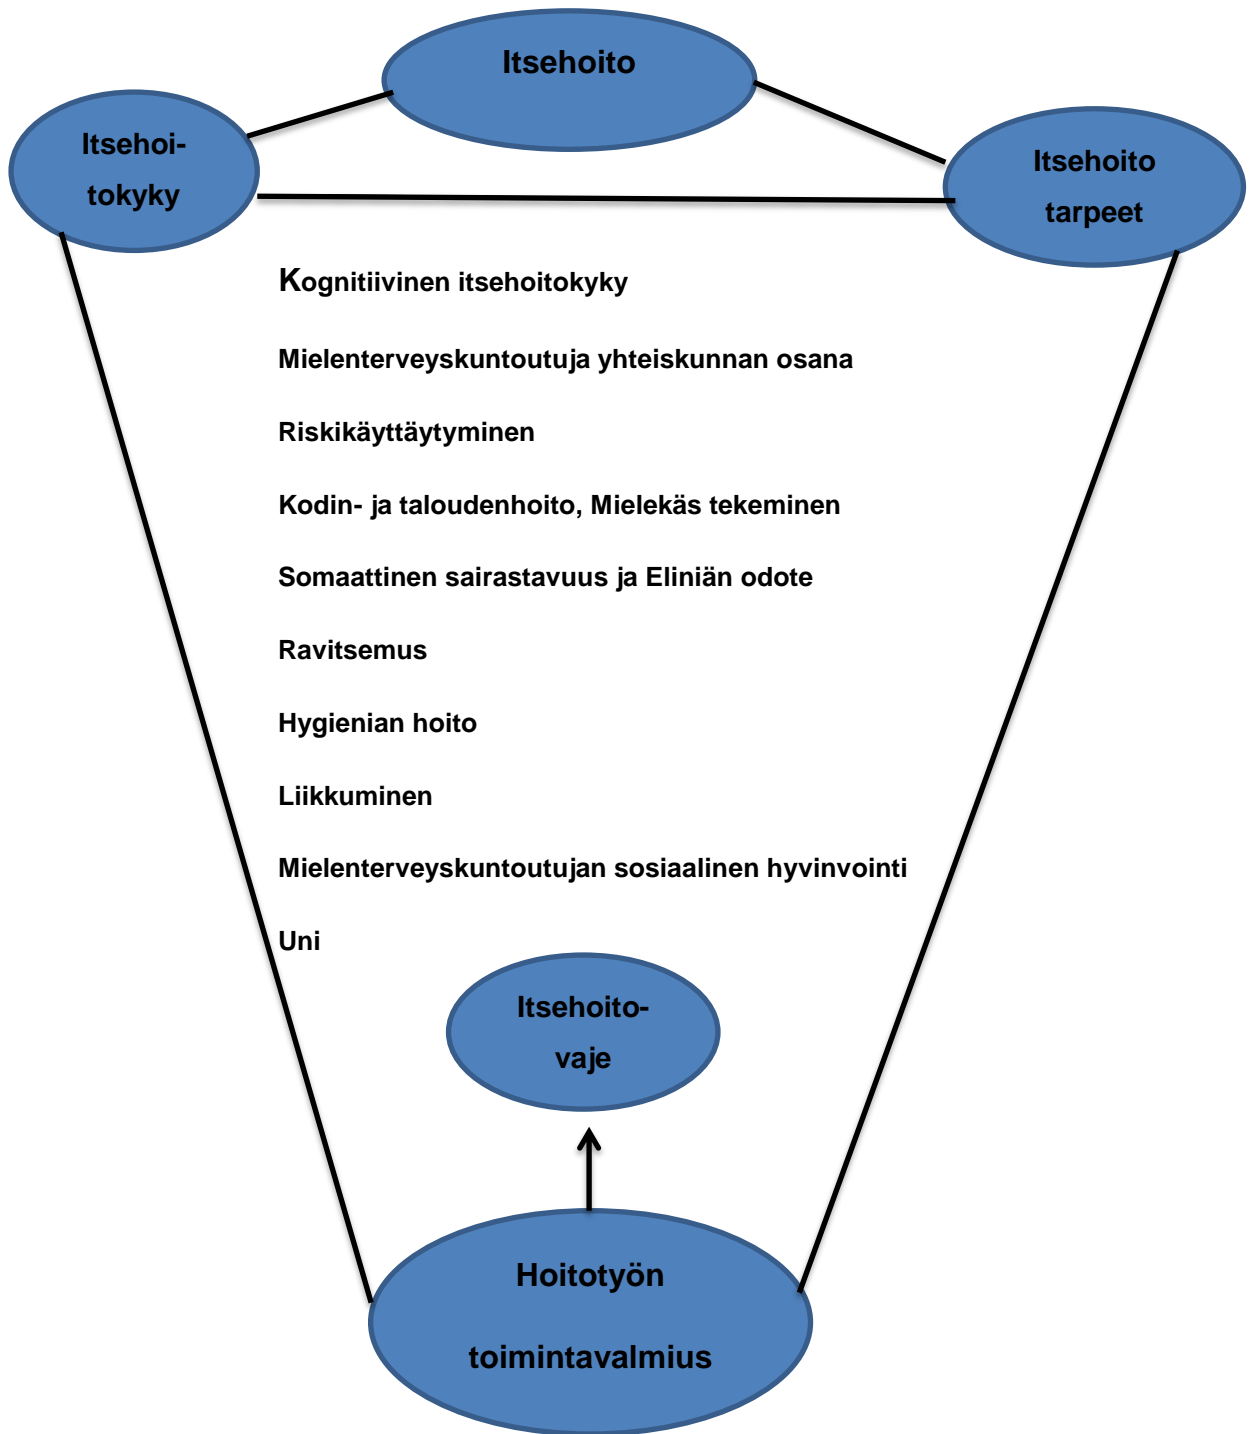 Itsehoito
Itsehoi-
tokyky
Itsehoito
tarpeet
Kognitiivinen itsehoitokyky
Mielenterveyskuntoutuja yhteiskunnan osana
Riskikäyttäytyminen
Kodin- ja taloudenhoito, Mielekäs tekeminen
Somaattinen sairastavuus ja Eliniän odote
Ravitsemus
Hygienian hoito
Liikkuminen
Mielenterveyskuntoutujan sosiaalinen hyvinvointi
Uni
Itsehoito-
vaje
Hoitotyön
toimintavalmius